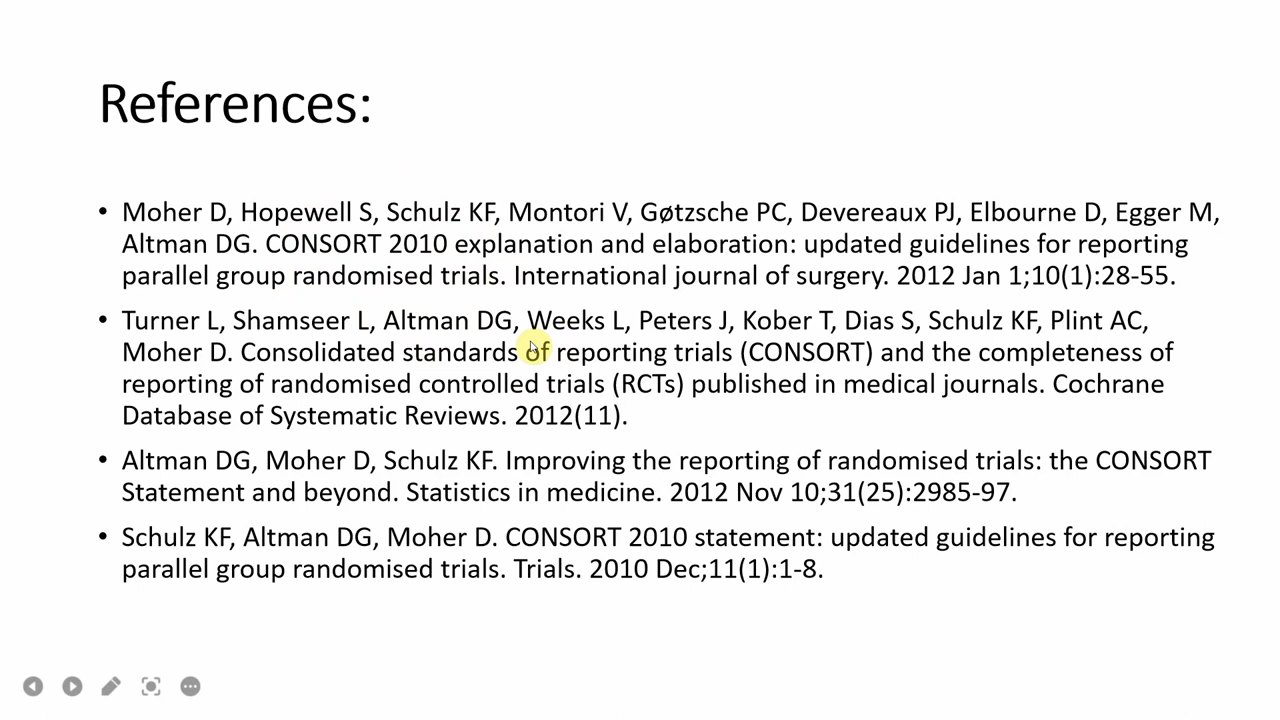 References:
• Moher D, Hopewell S, Schulz KF, Montori V, Gøtzsche PC, Devereaux PJ, Elbourne D, Egger M,
Altman DG. CONSORT 2010 explanation and elaboration: updated guidelines for reporting
parallel group randomised trials. International journal of surgery. 2012 Jan 1;10(1):28-55.
• Turner L, Shamseer L, Altman DG, Weeks L, Peters J, Kober T, Dias S, Schulz KF, Plint AC,
Moher D. Consolidated standards of reporting trials (CONSORT) and the completeness of
reporting of randomised controlled trials (RCTs) published in medical journals. Cochrane
Database of Systematic Reviews. 2012(11).
• Altman DG, Moher D, Schulz KF. Improving the reporting of randomised trials: the CONSORT
Statement and beyond. Statistics in medicine. 2012 Nov 10;31(25):2985-97.
• Schulz KF, Altman DG, Moher D. CONSORT 2010 statement: updated guidelines for reporting
parallel group randomised trials. Trials. 2010 Dec;11(1):1-8.